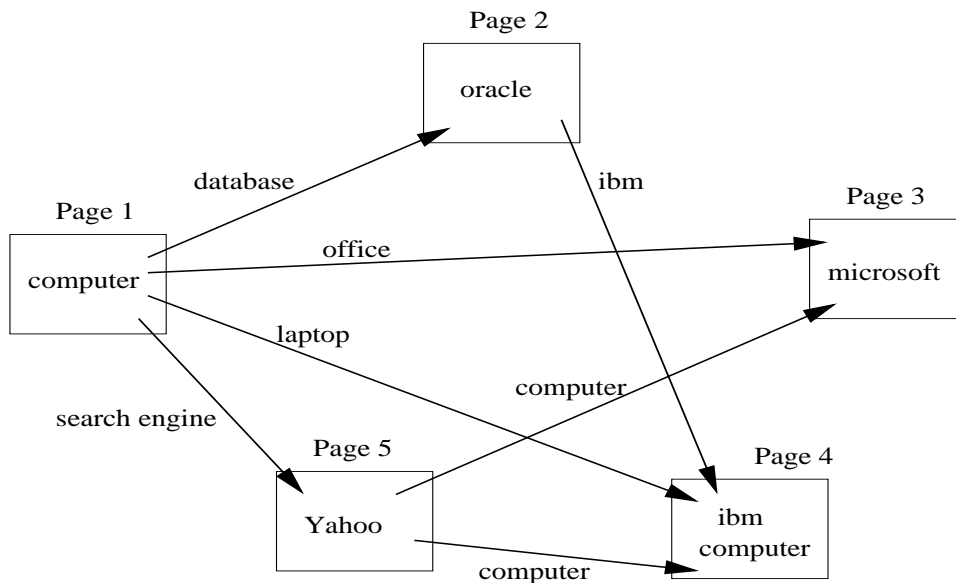 Page 2
oracle
database
ibm
Page 1
Page 3
office
computer
microsoft
laptop
computer
search engine
Page 5
Page 4
Yahoo
ibm
computer
computer